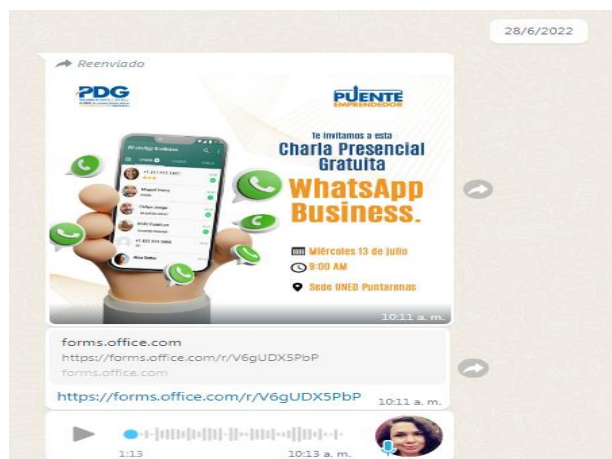 28/6/2022
Reenviado
PDG
PUENTE
EMPRENDEDOR
Te invitamos a esta
Charla Presencial
Gratuita
WhatsApp
Business.
Miércoles 13 de julio
9:00 AM
Sede UNED Puntarenas
10:11 a. m.
WhatsApp Business
forms.office.com
https://forms.office.com/r/V6gUDX5PbP
forms.office.com
https://forms.office.com/r/V6gUDX5PbP
10:11 a. m.
1:13
10:13 a. m.